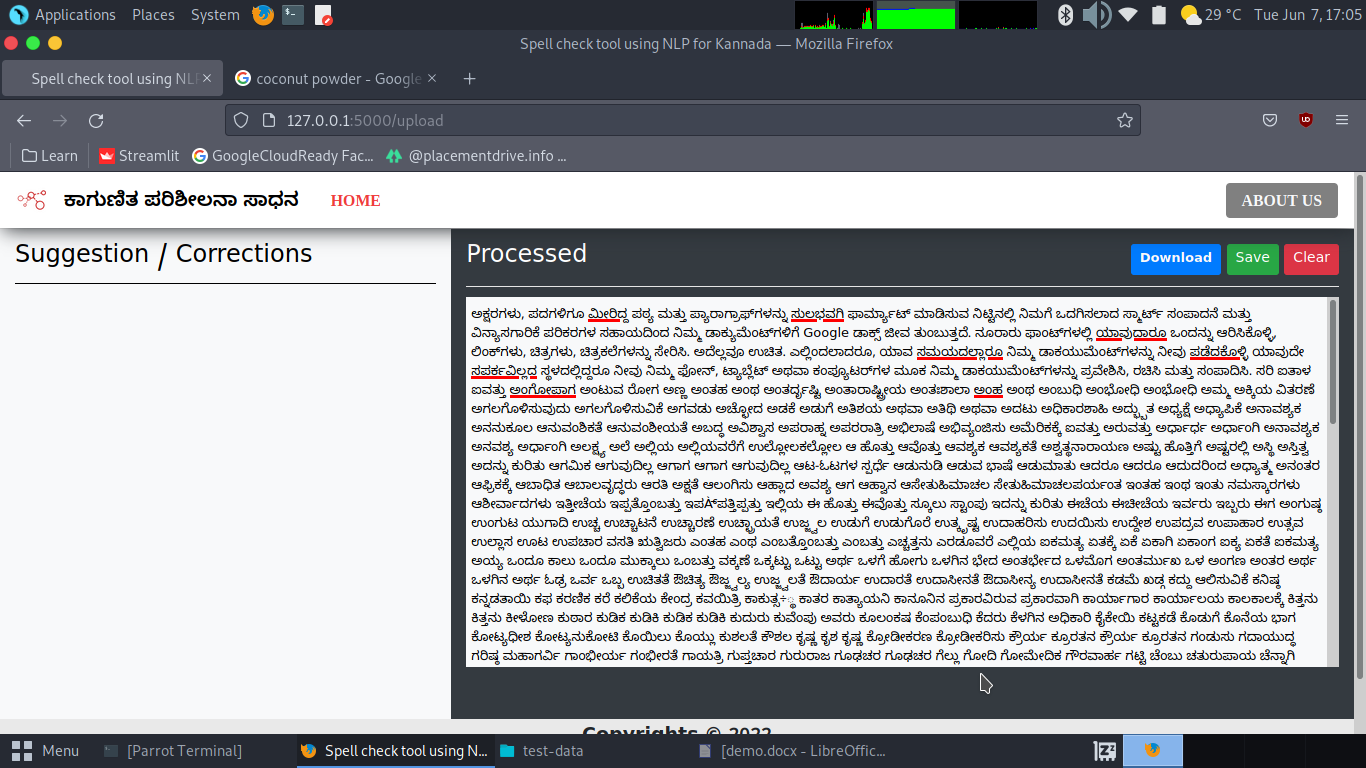 Applications Places System 29 °C Tue Jun 7, 17:05
Spell check tool using NLP for Kannada — Mozilla Firefox
Spell check tool using NL × coconut powder - Google × +
127.0.0.1:5000/upload
Learn Streamlit GoogleCloudReady Fac... @placementdrive.info ...
ಕಾಗುಣಿತ ಪರಿಶೀಲನಾ ಸಾಧನ HOME ABOUT US
Suggestion / Corrections
Processed Download Save Clear
ಅಕ್ಷರಗಳು, ಪದಗಳಿಗೂ ಮೀರಿದ್ದ ಪಠ್ಯ ಮತ್ತು ಪ್ಯಾರಾಗ್ರಾಫ್‌ಗಳನ್ನು ಸುಲಭವಗಿ ಫಾರ್ಮ್ಯಾಟ್ ಮಾಡಿಸುವ ನಿಟ್ಟಿನಲ್ಲಿ ನಿಮಗೆ ಒದಗಿಸಲಾದ ಸ್ಮಾರ್ಟ್ ಸಂಪಾದನೆ ಮತ್ತು
ವಿನ್ಯಾಸಗಾರಿಕೆ ಪರಿಕರಗಳ ಸಹಾಯದಿಂದ ನಿಮ್ಮ ಡಾಕ್ಯುಮೆಂಟ್‌ಗಳಿಗೆ Google ಡಾಕ್ಸ್ ಜೀವ ತುಂಬುತ್ತದೆ. ನೂರಾರು ಫಾಂಟ್‌ಗಳಲ್ಲಿ ಯಾವುದಾರೂ ಒಂದನ್ನು ಆರಿಸಿಕೊಳ್ಳಿ,
ಲಿಂಕ್‌ಗಳು, ಚಿತ್ರಗಳು, ಚಿತ್ರಕಲೆಗಳನ್ನು ಸೇರಿಸಿ. ಅದೆಲ್ಲವೂ ಉಚಿತ. ಎಲ್ಲಿಂದಲಾದರೂ, ಯಾವ ಸಮಯದಲ್ಲಾರೂ ನಿಮ್ಮ ಡಾಕಯುಮೆಂಟ್‌ಗಳನ್ನು ನೀವು ಪಡೆದಕೊಳ್ಳಿ ಯಾವುದೇ
ಸಪರ್ಕವಿಲ್ಲದ ಸ್ಥಳದಲ್ಲಿದ್ದರೂ ನೀವು ನಿಮ್ಮ ಫೋನ್, ಟ್ಯಾಬ್ಲೆಟ್ ಅಥವಾ ಕಂಪ್ಯೂಟರ್‌ಗಳ ಮೂಕ ನಿಮ್ಮ ಡಾಕಯುಮೆಂಟ್‌ಗಳನ್ನು ಪ್ರವೇಶಿಸಿ, ರಚಿಸಿ ಮತ್ತು ಸಂಪಾದಿಸಿ. ಸರಿ ಐತಾಳ
ಐವತ್ತು ಅಂಗೋಪಾಗ ಅಂಟುವ ರೋಗ ಅಣ್ಣ ಅಂತಹ ಅಂಥ ಅಂತರ್ದೃಷ್ಟಿ ಅಂತಾರಾಷ್ಟ್ರೀಯ ಅಂತಃಶಾಲಾ ಅಂಹ ಅಂಥ ಅಂಬುಧಿ ಅಂಭೋಧಿ ಅಂಭೋಧಿ ಅಮ್ಮ ಅಕ್ಕಿಯ ವಿತರಣೆ
ಅಗಲಗೊಳಿಸುವುದು ಅಗಲಗೊಳಿಸುವಿಕೆ ಅಗವಡು ಅಚ್ಛೋದ ಅಡಕೆ ಅಡುಗೆ ಅತಿಶಯ ಅಥವಾ ಅತಿಥಿ ಅಥವಾ ಅದಟು ಅಧಿಕಾರಶಾಹಿ ಅದ್ಭುತ ಅಧ್ಯಕ್ಷೆ ಅಧ್ಯಾಪಿಕೆ ಅನಾವಶ್ಯಕ
ಅನನುಕೂಲ ಆನುವಂಶಿಕತೆ ಆನುವಂಶೀಯತೆ ಅಬದ್ಧ ಅವಿಶ್ವಾಸ ಅಪರಾಹ್ನ ಅಪರರಾತ್ರಿ ಅಭಿಲಾಷೆ ಅಭಿವ್ಯಂಜಿಸು ಅಮೆರಿಕಕ್ಕೆ ಐವತ್ತು ಅರುವತ್ತು ಅರ್ಧಾರ್ಧ ಅರ್ಧಾಂಗಿ ಅನಾವಶ್ಯಕ
ಅನವಶ್ಯ ಅರ್ಧಾಂಗಿ ಅಲಕ್ಷ್ಯ ಅಲೆ ಅಲ್ಲಿಯ ಅಲ್ಲಿಯವರೆಗೆ ಉಲ್ಲೋಲಕಲ್ಲೋಲ ಆ ಹೊತ್ತು ಆವೊತ್ತು ಆವಶ್ಯಕ ಆವಶ್ಯಕತೆ ಅಶ್ವತ್ಥನಾರಾಯಣ ಅಷ್ಟು ಹೊತ್ತಿಗೆ ಅಷ್ಟರಲ್ಲಿ ಅಸ್ಥಿ ಅಸ್ತಿತ್ವ
ಅದನ್ನು ಕುರಿತು ಆಗಮಿಕ ಆಗುವುದಿಲ್ಲ ಆಗಾಗ ಆಗಾಗ ಆಗುವುದಿಲ್ಲ ಆಟ-ಓಟಗಳ ಸ್ಪರ್ಧೆ ಆಡುನುಡಿ ಆಡುವ ಭಾಷೆ ಆಡುಮಾತು ಆದರೂ ಆದರೂ ಆದುದರಿಂದ ಅಧ್ಯಾತ್ಮ ಅನಂತರ
ಆಫ್ರಿಕಕ್ಕೆ ಆಬಾಧಿತ ಆಬಾಲವೃದ್ಧರು ಆರತಿ ಅಕ್ಷತೆ ಆಲಂಗಿಸು ಆಹ್ಲಾದ ಅವಶ್ಯ ಆಗ ಆಹ್ವಾನ ಆಸೇತುಹಿಮಾಚಲ ಸೇತುಹಿಮಾಚಲಪರ್ಯಂತ ಇಂತಹ ಇಂಥ ಇಂತು ನಮಸ್ಕಾರಗಳು
ಆಶೀರ್ವಾದಗಳು ಇತ್ತೀಚೆಯ ಇಪ್ಪತ್ತೊಂಬತ್ತು ಇಲ್ಲಿಯ ಈ ಹೊತ್ತು ಈವೊತ್ತು ಸ್ಕೂಲು ಸ್ಟಾಂಪು ಇದನ್ನು ಕುರಿತು ಈಚೆಯ ಈಚೀಚೆಯ ಇರ್ವರು ಇಬ್ಬರು ಈಗ ಅಂಗುಷ್ಠ
ಉಂಗುಟ ಯುಗಾದಿ ಉಚ್ಚ ಉಚ್ಚಾಟನೆ ಉಚ್ಚಾರಣೆ ಉಚ್ಛ್ರಾಯತೆ ಉಜ್ಜ್ವಲ ಉಡುಗೆ ಉಡುಗೊರೆ ಉತ್ಕೃಷ್ಟ ಉದಾಹರಿಸು ಉದಯಿಸು ಉದ್ದೇಶ ಉಪದ್ರವ ಉಪಾಹಾರ ಉತ್ಸವ
ಉಲ್ಲಾಸ ಊಟ ಉಪಚಾರ ವಸತಿ ಋತ್ವಿಜರು ಎಂತಹ ಎಂಥ ಎಂಬತ್ತೊಂಬತ್ತು ಎಂಬತ್ತು ಎಚ್ಚತ್ತನು ಎರಡೂವರೆ ಎಲ್ಲಿಯ ಐಕಮತ್ಯ ಏತಕ್ಕೆ ಏಕೆ ಏಕಾಗಿ ಏಕಾಂಗ ಐಕ್ಯ ಏಕತೆ ಐಕಮತ್ಯ
ಅಯ್ಯ ಒಂದೂ ಕಾಲು ಒಂದೂ ಮುಕ್ಕಾಲು ಒಂಬತ್ತು ವಕ್ಕಣೆ ಒಕ್ಕಟ್ಟು ಒಟ್ಟು ಅರ್ಥ ಒಳಗೆ ಹೋಗು ಒಳಗಿನ ಭೇದ ಅಂತರ್ಭೇದ ಒಳಮೊಗ ಅಂತರ್ಮುಖ ಒಳ ಅಂಗಣ ಅಂತರ ಅರ್ಥ
ಒಳಗಿನ ಅರ್ಥ ಓಡ್ರ ಒರ್ವ ಒಬ್ಬ ಉಚಿತತೆ ಔಚಿತ್ಯ ಔಜ್ಜ್ವಲ್ಯ ಉಜ್ಜ್ವಲತೆ ಔದಾರ್ಯ ಉದಾರತೆ ಉದಾಸೀನತೆ ಔದಾಸೀನ್ಯ ಉದಾಸೀನತೆ ಕಡಮೆ ಖಡ್ಗ ಕದ್ದು ಆಲಿಸುವಿಕೆ ಕನಿಷ್ಠ
ಕನ್ನಡತಾಯಿ ಕಫ ಕರಣಿಕ ಕರೆ ಕಲಿಕೆಯ ಕೇಂದ್ರ ಕವಯಿತ್ರಿ ಕಾತರ ಕಾತ್ಯಾಯನಿ ಕಾನೂನಿನ ಪ್ರಕಾರವಿರುವ ಪ್ರಕಾರವಾಗಿ ಕಾರ್ಯಾಗಾರ ಕಾರ್ಯಾಲಯ ಕಾಲಕಾಲಕ್ಕೆ ಕಿತ್ತನು
ಕಿತ್ತನು ಕೀಳೋಣ ಕುಠಾರ ಕುಡಿಕ ಕುಡಿಕಿ ಕುಡಿಕ ಕುಡಿಕಿ ಕುದುರು ಕುವೆಂಪು ಅವರು ಕೂಲಂಕಷ ಕೆಂಪಂಬುಧಿ ಕೆದರು ಕೆಳಗಿನ ಅಧಿಕಾರಿ ಕೈಕೇಯಿ ಕಟ್ಟಕಡೆ ಕೊಡುಗೆ ಕೊನೆಯ ಭಾಗ
ಕೋಟ್ಯಧೀಶ ಕೋಟ್ಯನುಕೋಟಿ ಕೊಯಿಲು ಕೊಯ್ಲು ಕುಶಲತೆ ಕೌಶಲ ಕೃಷ್ಣ ಕೃಶ ಕೃಷ್ಣ ಕ್ರೋಡೀಕರಣ ಕ್ರೋಡೀಕರಿಸು ಕ್ರೌರ್ಯ ಕ್ರೂರತನ ಕ್ರೌರ್ಯ ಕ್ರೂರತನ ಗಂಡುಸು ಗದಾಯುದ್ಧ
ಗರಿಷ್ಠ ಮಹಾಗರ್ವಿ ಗಾಂಭೀರ್ಯ ಗಂಭೀರತೆ ಗಾಯತ್ರಿ ಗುಪ್ತಚಾರ ಗುರುರಾಜ ಗೂಢಚರ ಗೂಢಚರ ಗೆಲ್ಲು ಗೋದಿ ಗೋಮೇದಿಕ ಗೌರವಾರ್ಹ ಗಟ್ಟಿ ಚೆಂಬು ಚತುರುಪಾಯ ಚೆನ್ನಾಗಿ
Copyrights © 2022
Menu [Parrot Terminal] Spell check tool using N... test-data [demo.docx - LibreOffic...